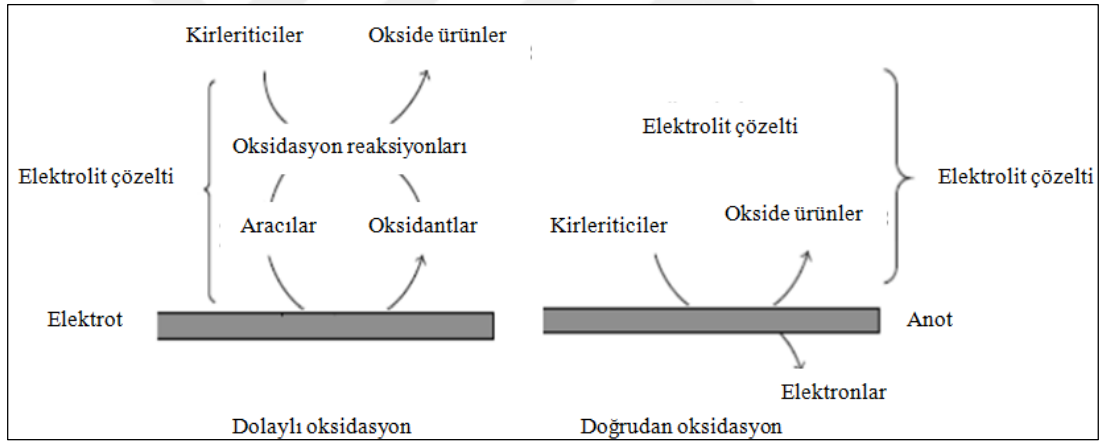 Kirleriticiler
Okside ürünler
Oksidasyon reaksiyonları
Elektrolit çözelti
Aracılar
Oksidantlar
Elektrot
Dolaylı oksidasyon
Elektrolit çözelti
Elektrolit çözelti
Kirleriticiler
Okside ürünler
Anot
Elektronlar
Doğrudan oksidasyon